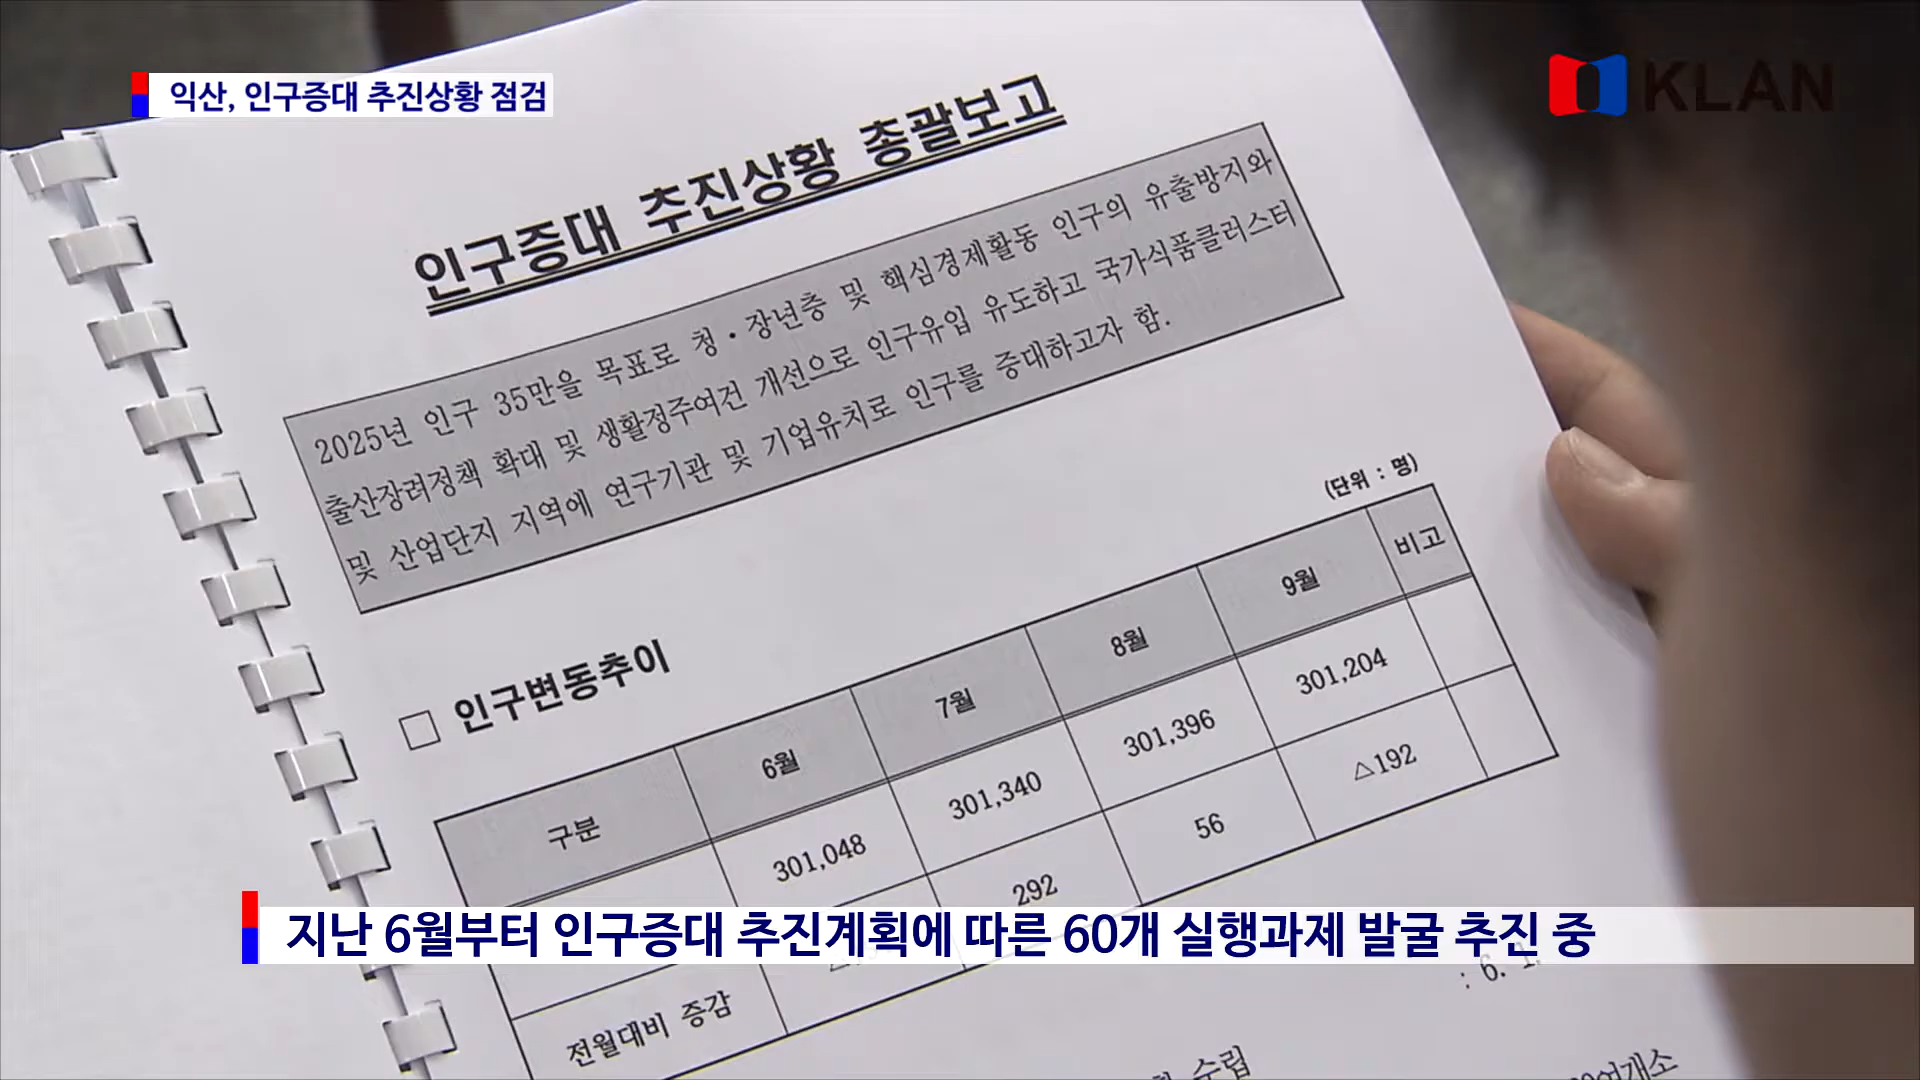 익산, 인구증대 추진상황 점검
KLAN
인구증대 추진상황 총괄보고
2025년 인구 35만을 목표로 청·장년층 및 핵심경제활동 인구의 유출방지와
출산장려정책 확대 및 생활정주여건 개선으로 인구유입 유도하고 국가식품클러스터
및 산업단지 지역에 연구기관 및 기업유치로 인구를 증대하고자 함.
(단위 : 명)
□ 인구변동추이
구분 6월 7월 8월 9월 비고
301,048 301,340 301,396 301,204
전월대비 증감 292 56 △192
지난 6월부터 인구증대 추진계획에 따른 60개 실행과제 발굴 추진 중
: 6. 1.
수립